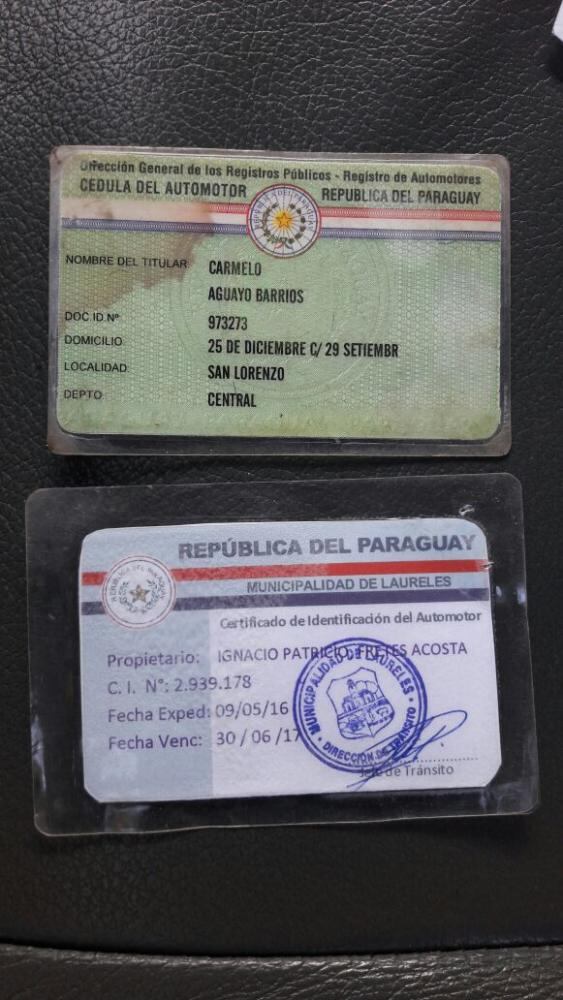 Dirección General de los Registros Públicos - Registro de Automotores
CEDULA DEL AUTOMOTOR REPUBLICA DEL PARAGUAY
NOMBRE DEL TITULAR CARMELO
AGUAYO BARRIOS
DOC.ID.Nº 973273
DOMICILIO 25 DE DICIEMBRE C/ 29 SETIEMBR
LOCALIDAD: SAN LORENZO
DEPTO CENTRAL
REPÚBLICA DEL PARAGUAY
MUNICIPALIDAD DE LAURELES
Certificado de Identificación del Automotor
Propietario: IGNACIO PATRICIO FRETES ACOSTA
C. I. N°: 2.939.178
Fecha Exped: 09/05/16
Fecha Venc: 30 / 06 /17
MUNICIPALIDAD DE LAURELES
DIRECCIÓN DE TRÁNSITO
Jefe de Tránsito